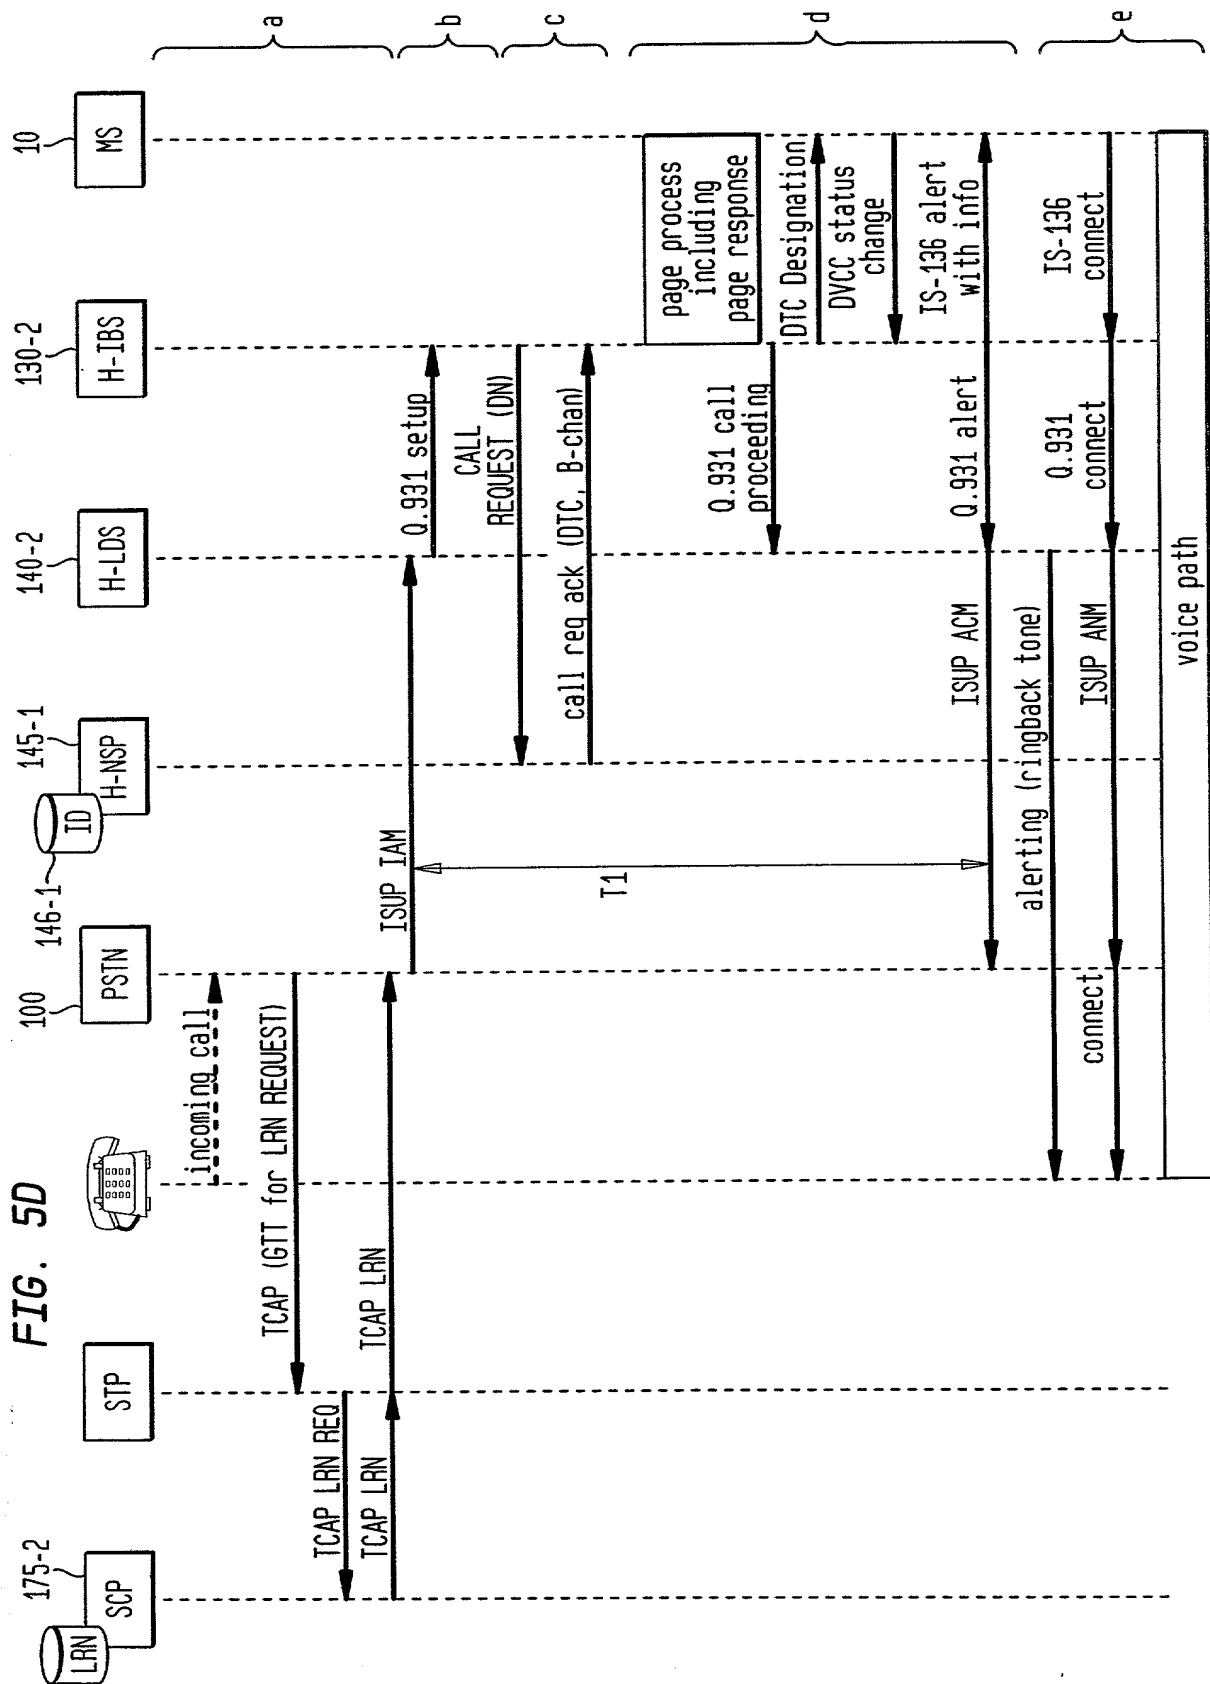 FIG. 5D
LRN
SCP
175-2
STP
PSTN
100
ID
146-1
H-NSP
145-1
H-LDS
140-2
H-IBS
130-2
MS
10
incoming call
TCAP (GTT for LRN REQUEST)
TCAP LRN REQ
TCAP LRN
TCAP LRN
a
ISUP IAM
Q.931 setup
b
CALL
REQUEST (DN)
call req ack (DTC, B-chan)
c
T1
page process
including
page response
Q.931 call
proceeding
DTC Designation
DVCC status
change
IS-136 alert
with info
Q.931 alert
ISUP ACM
d
alerting (ringback tone)
IS-136
connect
Q.931
connect
ISUP ANM
connect
e
voice path